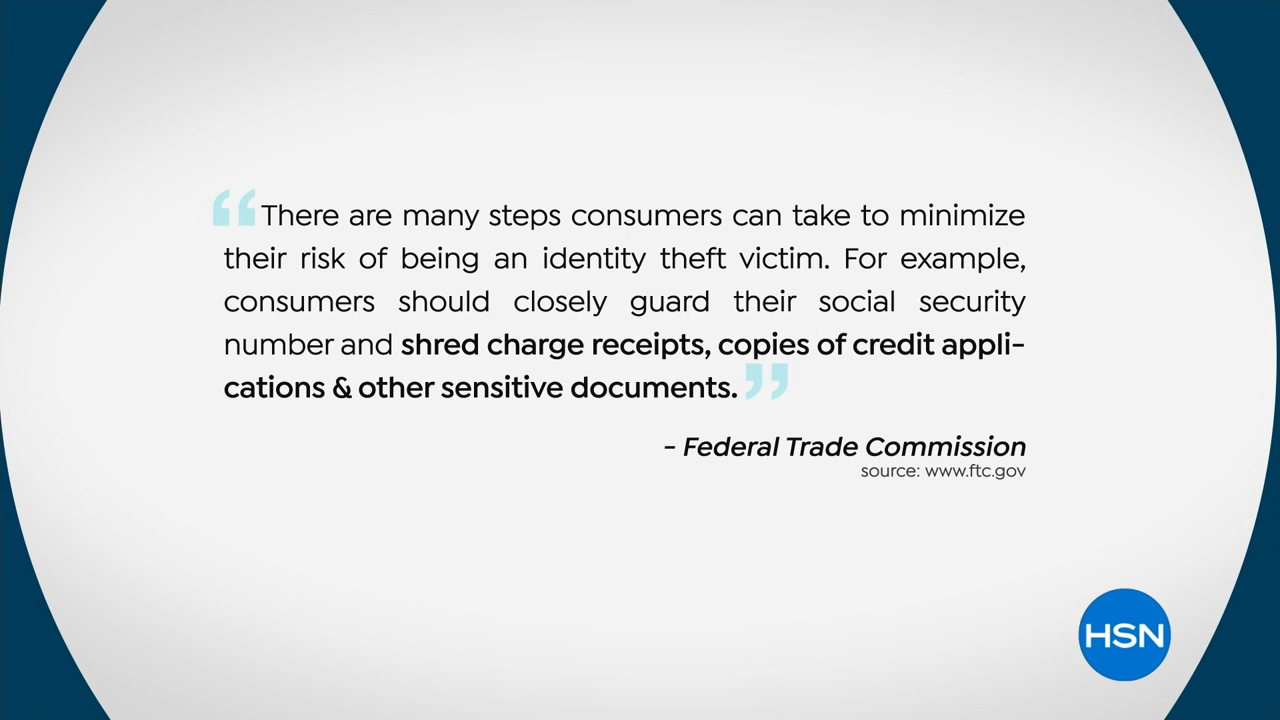 “There are many steps consumers can take to minimize
their risk of being an identity theft victim. For example,
consumers should closely guard their social security
number and shred charge receipts, copies of credit appli-
cations & other sensitive documents.”
- Federal Trade Commission
source: www.ftc.gov
HSN